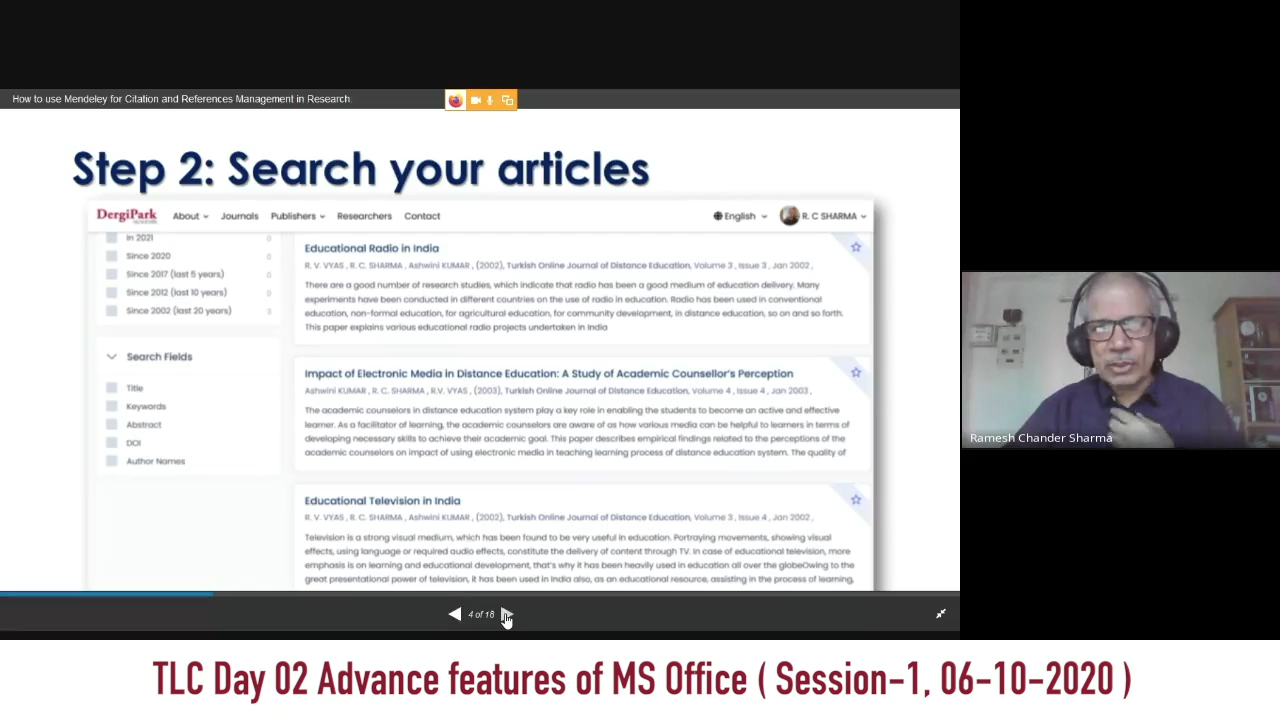 How to use Mendeley for Citation and References Management in Research.
Step 2: Search your articles
DergiPark
About
Journals
Publishers
Researchers
Contact
English
R. C SHARMA
In 2021 0
Since 2020 0
Since 2017 (last 5 years) 0
Since 2012 (last 10 years) 0
Since 2002 (last 20 years) 3
Search Fields
Title
Keywords
Abstract
DOI
Author Names
Educational Radio in India
R. V. VYAS , R. C. SHARMA , Ashwini KUMAR , (2002), Turkish Online Journal of Distance Education, Volume 3 , Issue 3 , Jan 2002 ,
There are a good number of research studies, which indicate that radio has been a good medium of education delivery. Many
experiments have been conducted in different countries on the use of radio in education. Radio has been used in conventional
education, non-formal education, for agricultural education, for community development, in distance education, so on and so forth.
This paper explains various educational radio projects undertaken in India
Impact of Electronic Media in Distance Education: A Study of Academic Counsellor's Perception
Ashwini KUMAR , R. C. SHARMA , R.V. VYAS , (2003), Turkish Online Journal of Distance Education, Volume 4 , Issue 4 , Jan 2003 ,
The academic counselors in distance education system play a key role in enabling the students to become an active and effective
learner. As a facilitator of learning, the academic counselors are aware of as how various media can be helpful to learners in terms of
developing necessary skills to achieve their academic goal. This paper describes empirical findings related to the perceptions of the
academic counselors on impact of using electronic media in teaching learning process of distance education system. The quality of
Educational Television in India
R. V. VYAS , R. C. SHARMA , Ashwini KUMAR , (2002), Turkish Online Journal of Distance Education, Volume 3 , Issue 4 , Jan 2002 ,
Television is a strong visual medium, which has been found to be very useful in education. Portraying movements, showing visual
effects, using language or required audio effects, constitute the delivery of content through TV. In case of educational television, more
emphasis is on learning and educational development, that's why it has been heavily used in education all over the globeOwing to the
great presentational power of television, it has been used in India also, as an educational resource, assisting in the process of learning,
4 of 18
Ramesh Chander Sharma
TLC Day 02 Advance features of MS Office ( Session-1, 06-10-2020 )